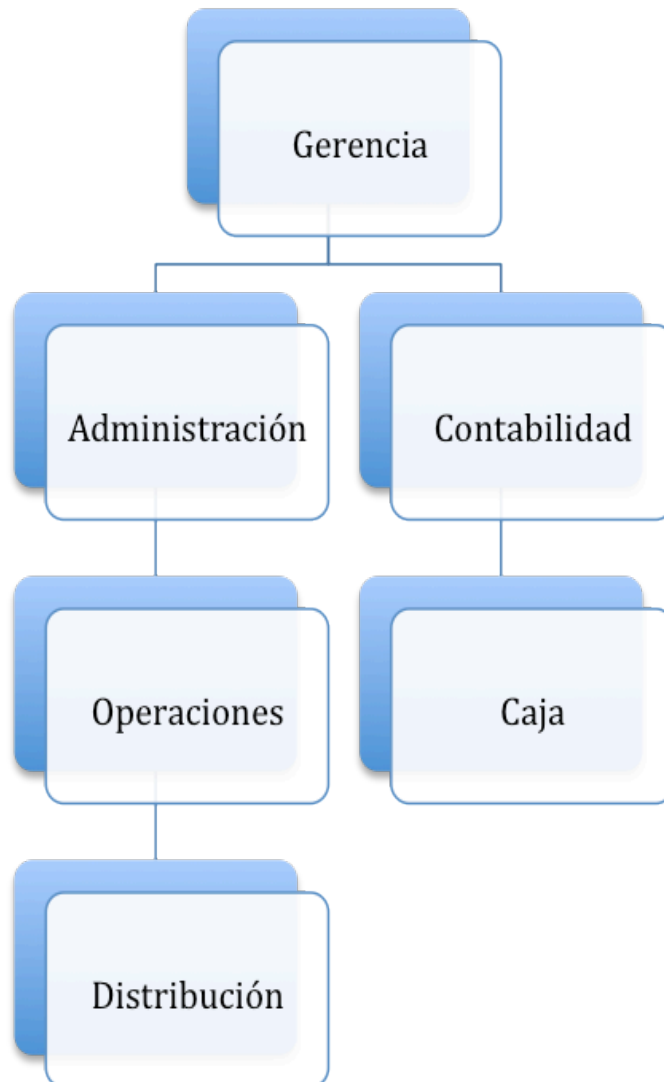 Gerencia
Administración
Contabilidad
Operaciones
Caja
Distribución